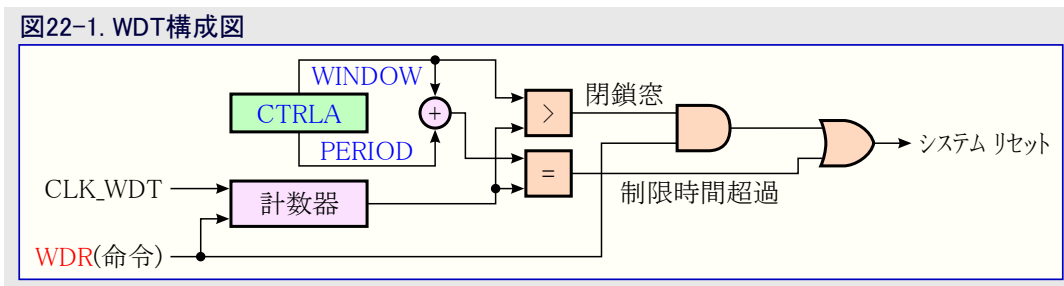 図22-1. WDT構成図
WINDOW
CTRLA
PERIOD
+
>
=
閉鎖窓
制限時間超過
システム リセット
CLK_WDT
計数器
WDR(命令)